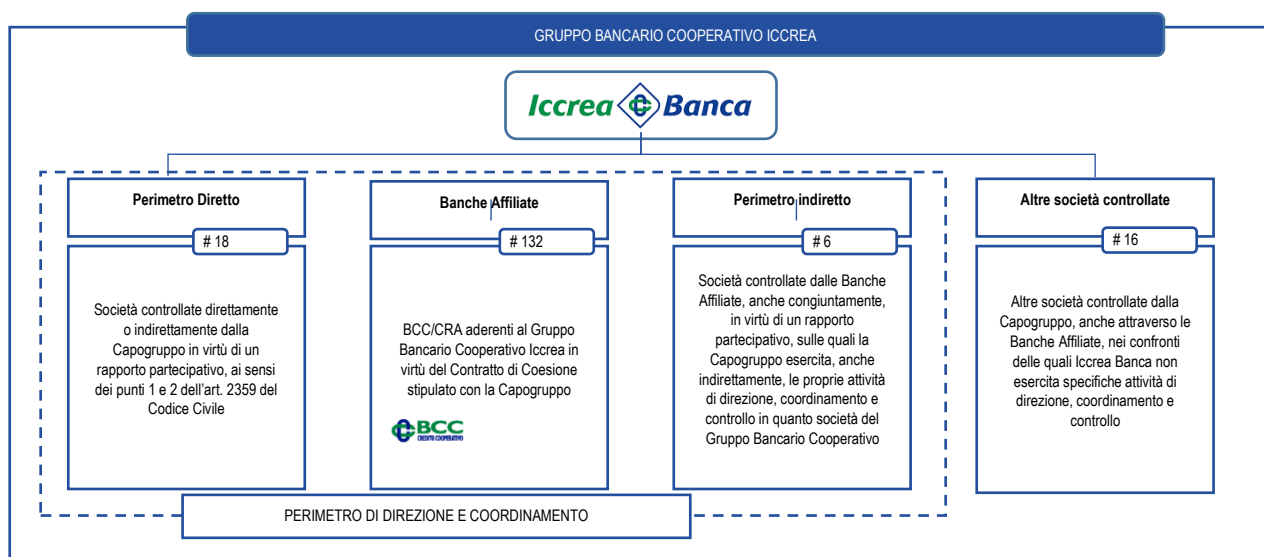 GRUPPO BANCARIO COOPERATIVO ICCREA
Iccrea Banca
Perimetro Diretto
# 18
Società controllate direttamente
o indirettamente dalla
Capogruppo in virtù di un
rapporto partecipativo, ai sensi
dei punti 1 e 2 dell'art. 2359 del
Codice Civile
Banche Affiliate
# 132
BCC/CRA aderenti al Gruppo
Bancario Cooperativo Iccrea in
virtù del Contratto di Coesione
stipulato con la Capogruppo
BCC
CREDITO COOPERATIVO
Perimetro indiretto
# 6
Società controllate dalle Banche
Affiliate, anche congiuntamente,
in virtù di un rapporto
partecipativo, sulle quali la
Capogruppo esercita, anche
indirettamente, le proprie attività
di direzione, coordinamento e
controllo in quanto società del
Gruppo Bancario Cooperativo
Altre società controllate
# 16
Altre società controllate dalla
Capogruppo, anche attraverso le
Banche Affiliate, nei confronti
delle quali Iccrea Banca non
esercita specifiche attività di
direzione, coordinamento e
controllo
PERIMETRO DI DIREZIONE E COORDINAMENTO